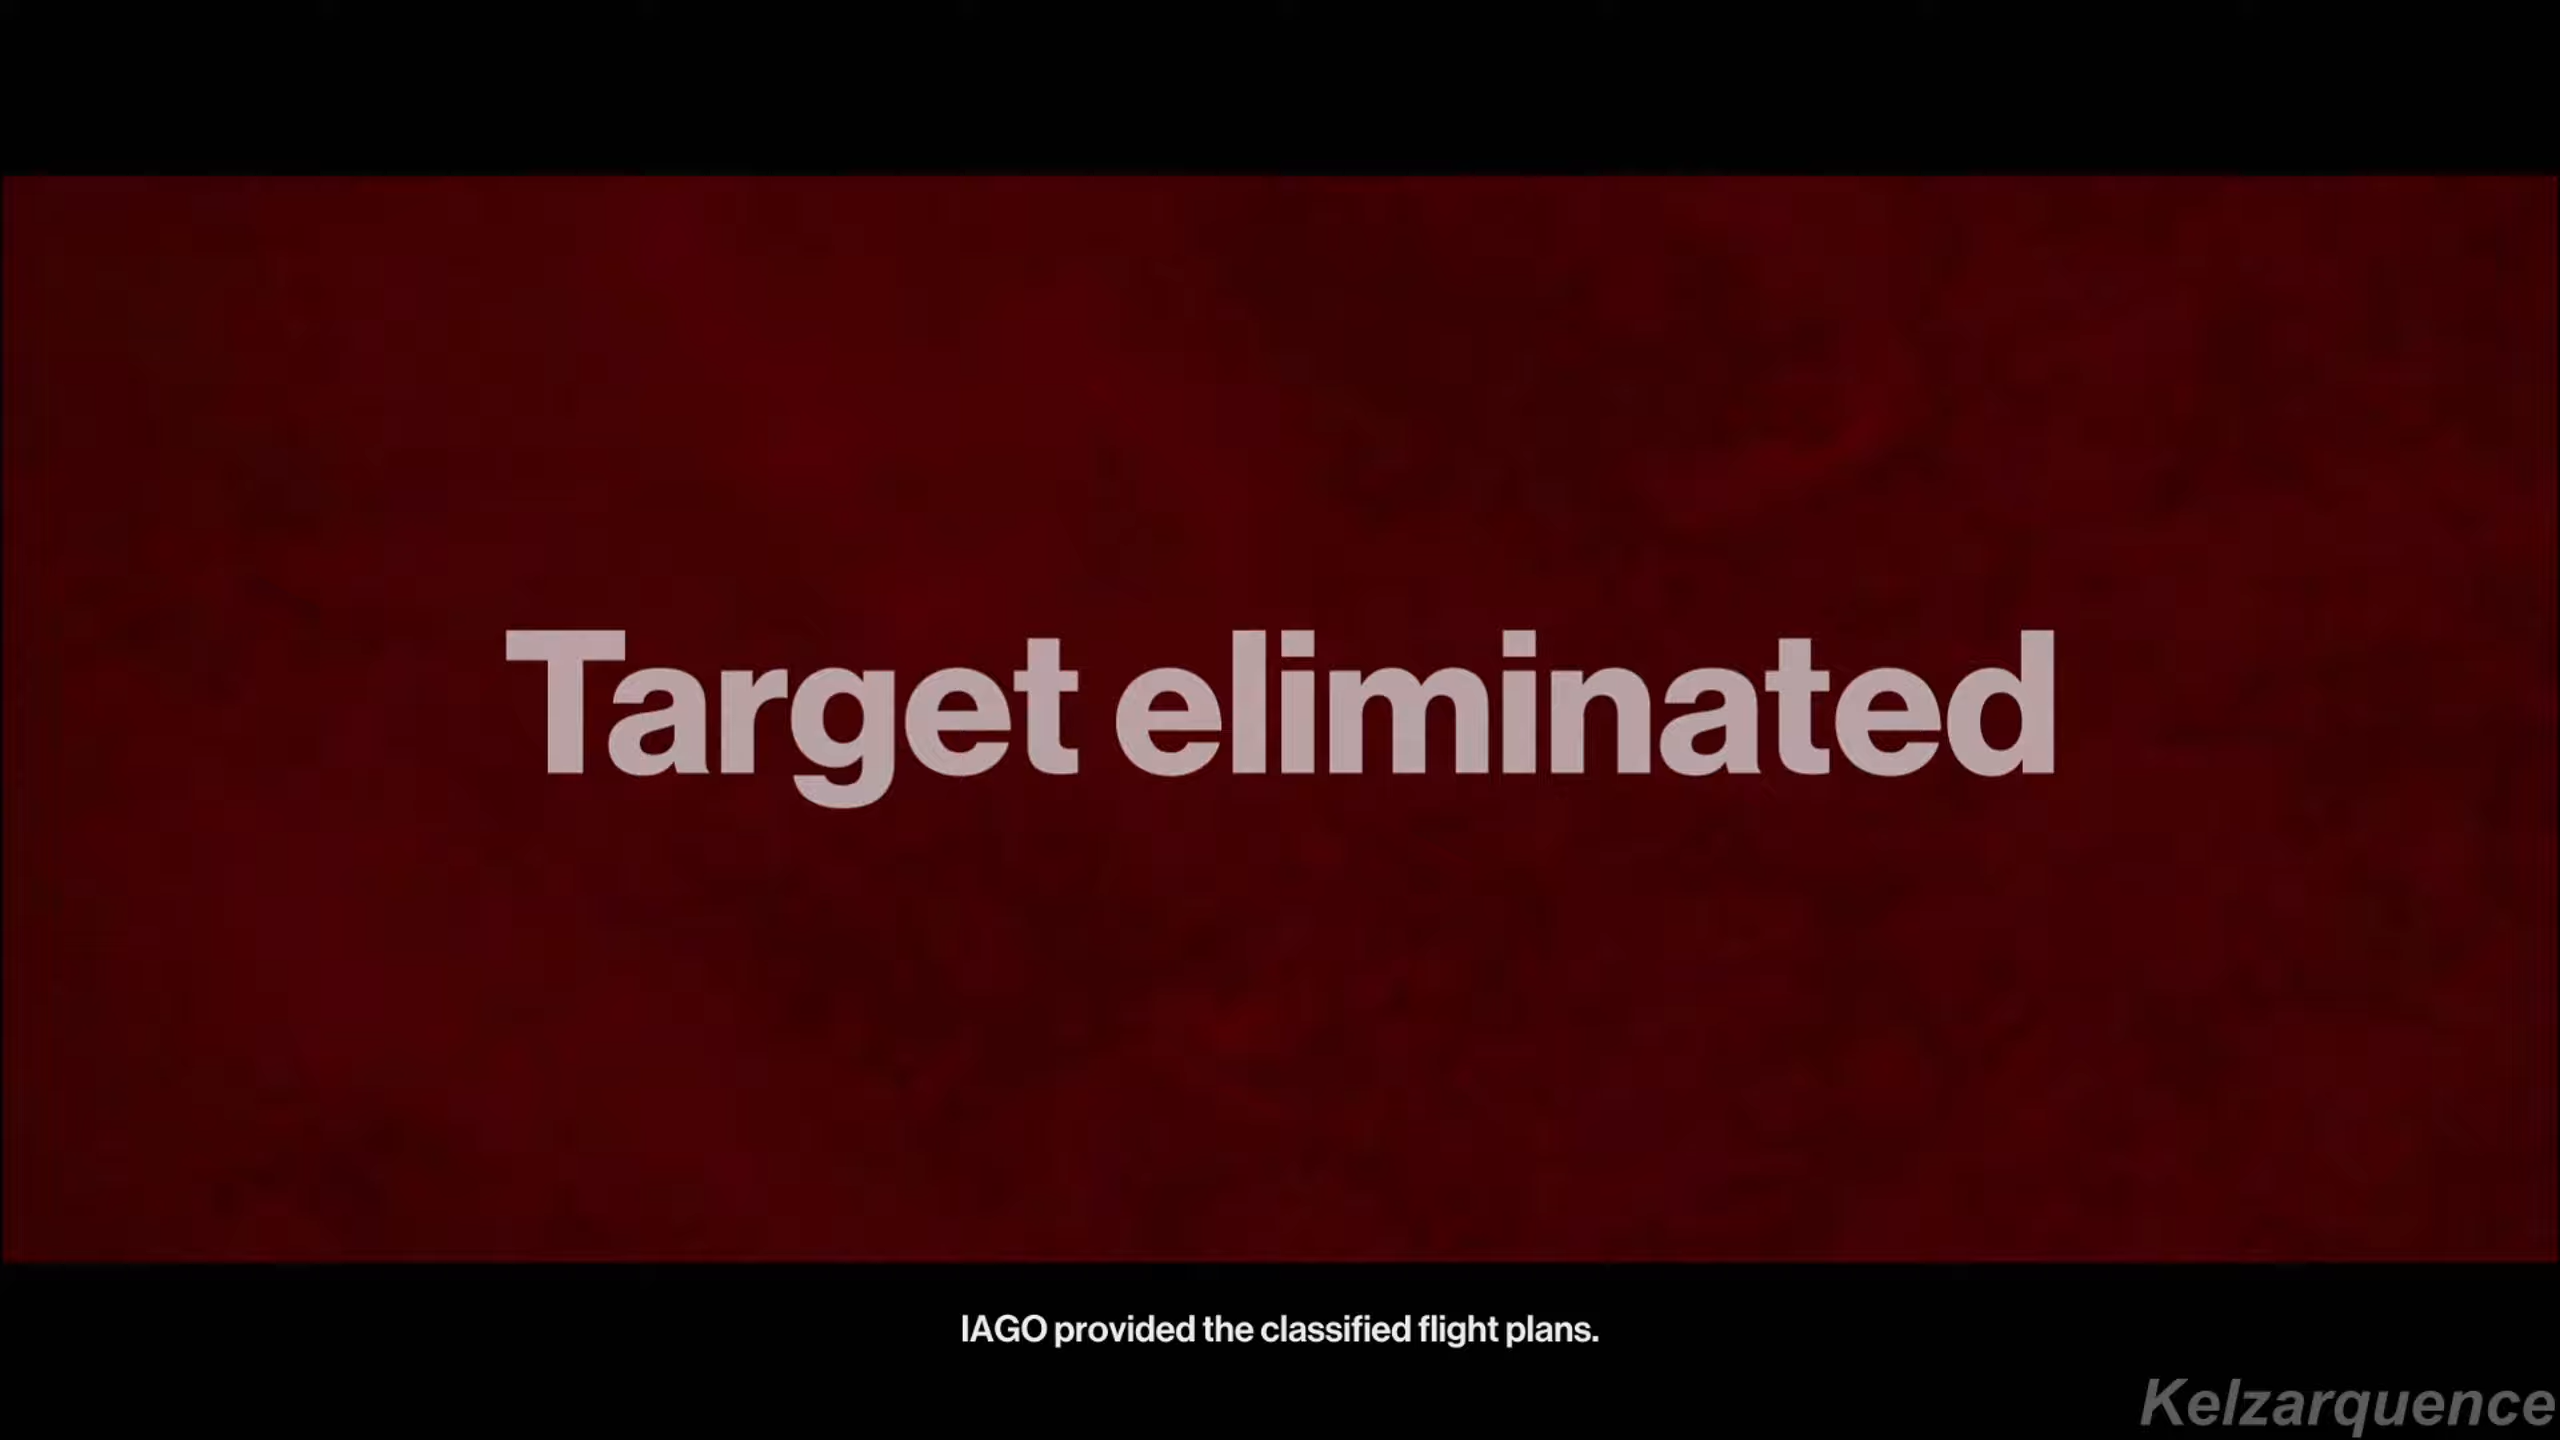 Target eliminated
IAGO provided the classified flight plans.
Kelzarquence